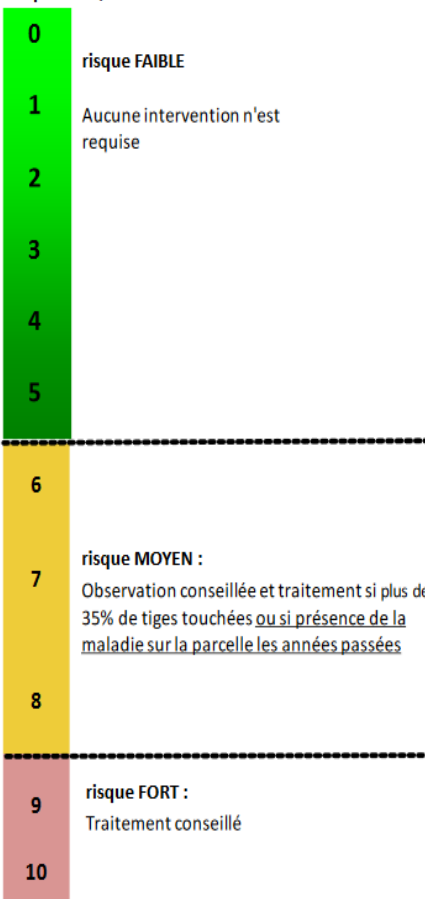 0
risque FAIBLE
1
Aucune intervention n'est
requise
2
3
4
5
6
risque MOYEN :
7
Observation conseillée et traitement si plus de
35% de tiges touchées ou si présence de la
maladie sur la parcelle les années passées
8
risque FORT :
9
Traitement conseillé
10